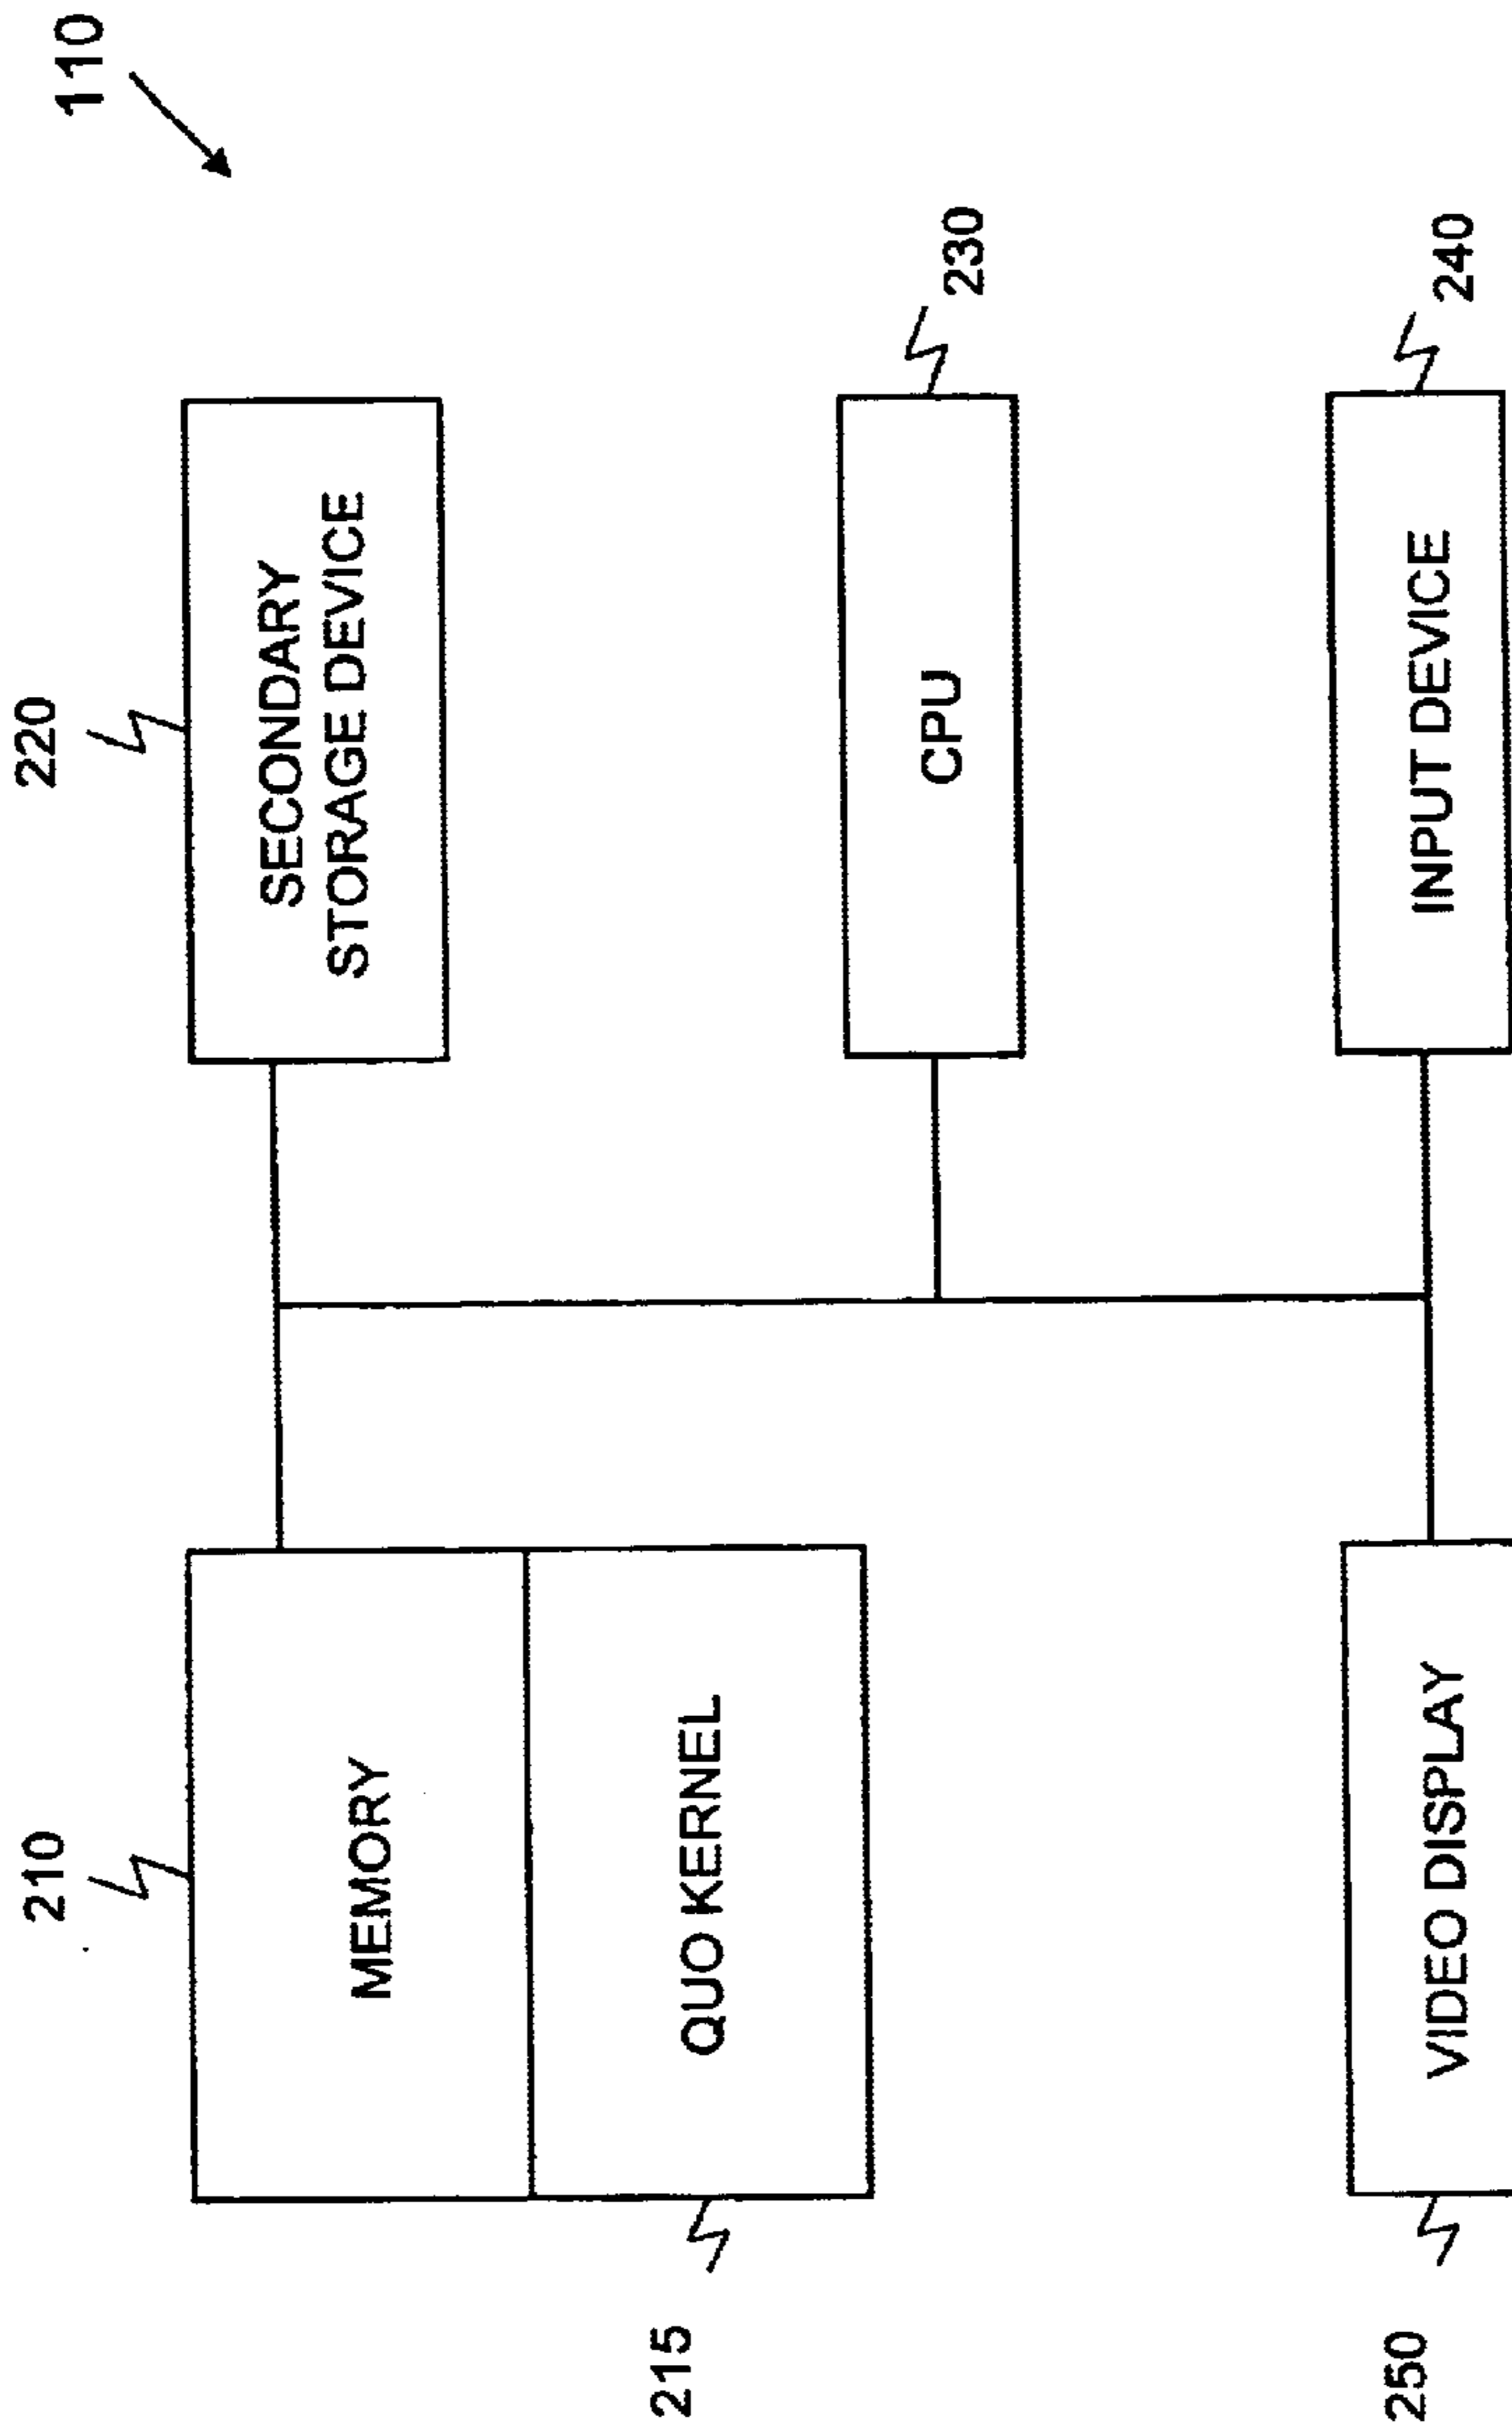 110
210
220
MEMORY
SECONDARY
STORAGE DEVICE
QUO KERNEL
215
CPU
230
VIDEO DISPLAY
250
INPUT DEVICE
240